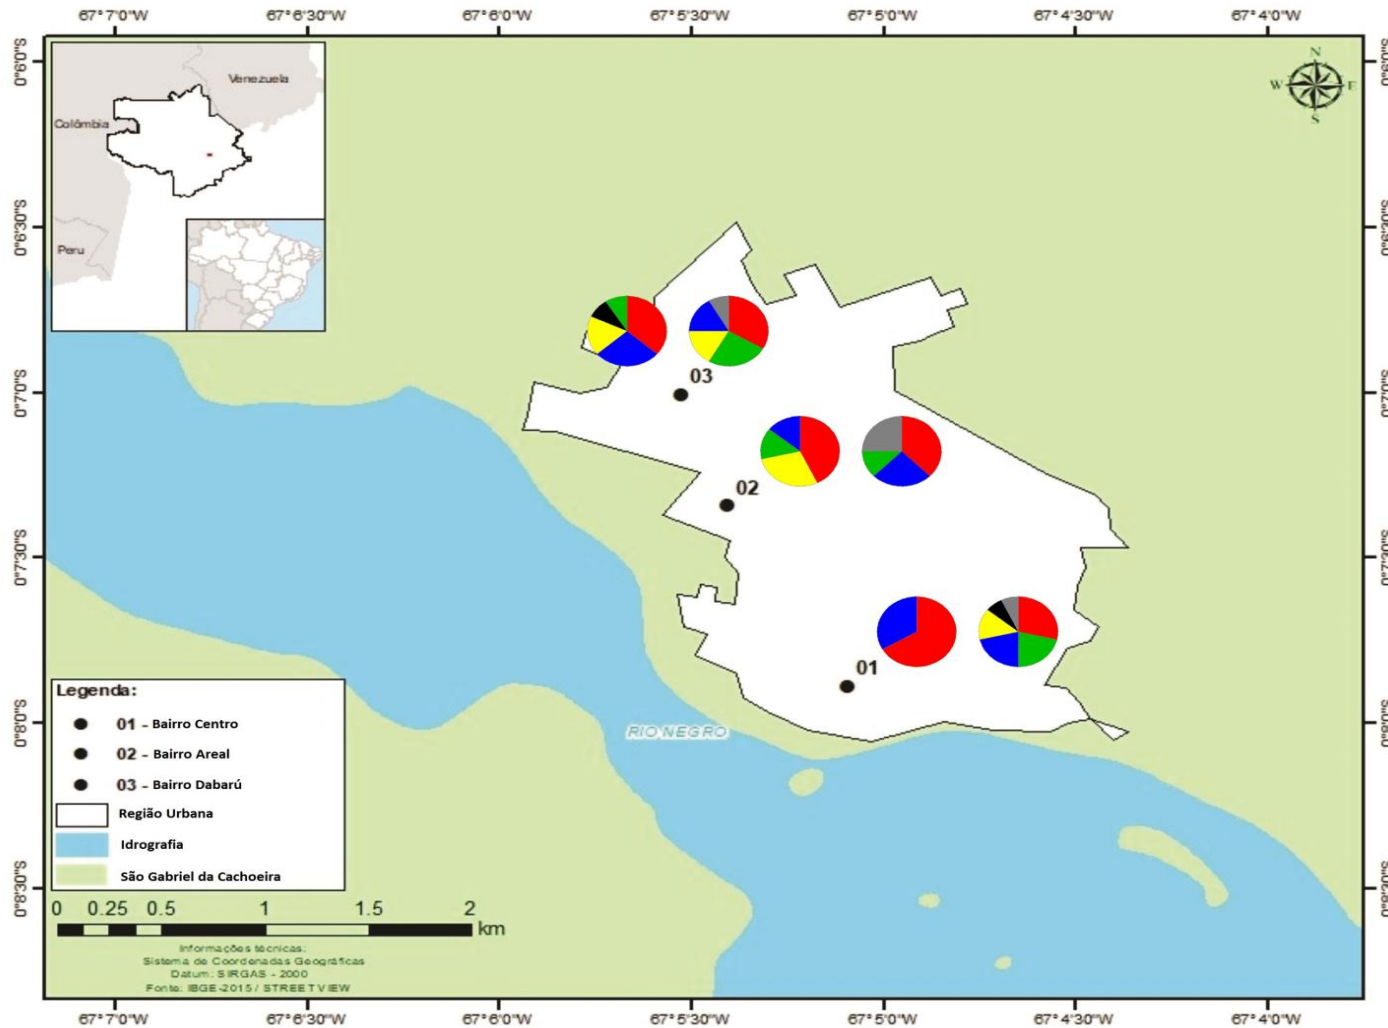 67°7'0"W 67°6'30"W 67°6'0"W 67°5'30"W 67°5'0"W 67°4'30"W 67°4'0"W
0°6'0"S
0°6'30"S
0°7'0"S
0°7'30"S
0°8'0"S
0°8'30"S
Venezuela
Colômbia
Peru
N
W E
S
03
02
01
RIO NEGRO
Legenda:
01 - Bairro Centro
02 - Bairro Areal
03 - Bairro Dabarú
Região Urbana
Idrografia
São Gabriel da Cachoeira
0 0.25 0.5 1 1.5 2
km
Informações técnicas:
Sistema de Coordenadas Geográficas
Datum: SIRGAS - 2000
Fonte: IBGE-2015 / STREETVIEW
67°7'0"W 67°6'30"W 67°6'0"W 67°5'30"W 67°5'0"W 67°4'30"W 67°4'0"W